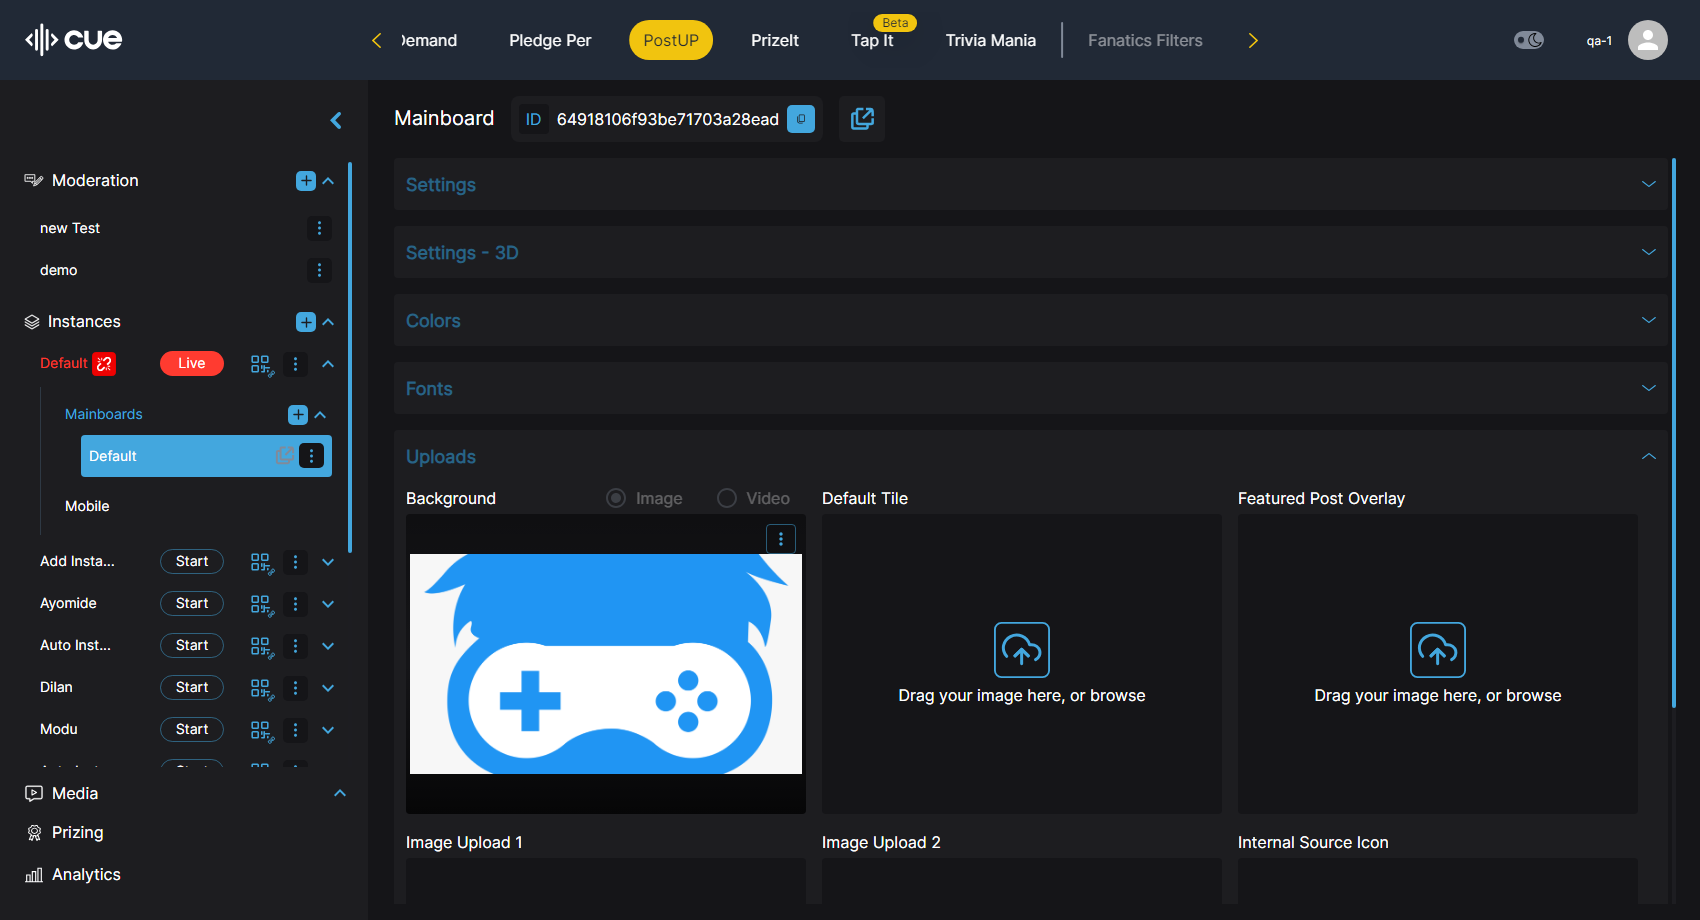 cue
Demand
Pledge Per
PostUP
PrizeIt
Tap It
Beta
Trivia Mania
Fanatics Filters
qa-1
Moderation
new Test
demo
Instances
Default
Live
Mainboards
Default
Mobile
Add Insta...
Start
Ayomide
Start
Auto Inst...
Start
Dilan
Start
Modu
Start
Media
Prizing
Analytics
Mainboard
ID 64918106f93be71703a28ead
Settings
Settings - 3D
Colors
Fonts
Uploads
Background
Image
Video
Default Tile
Featured Post Overlay
Drag your image here, or browse
Drag your image here, or browse
Image Upload 1
Image Upload 2
Internal Source Icon